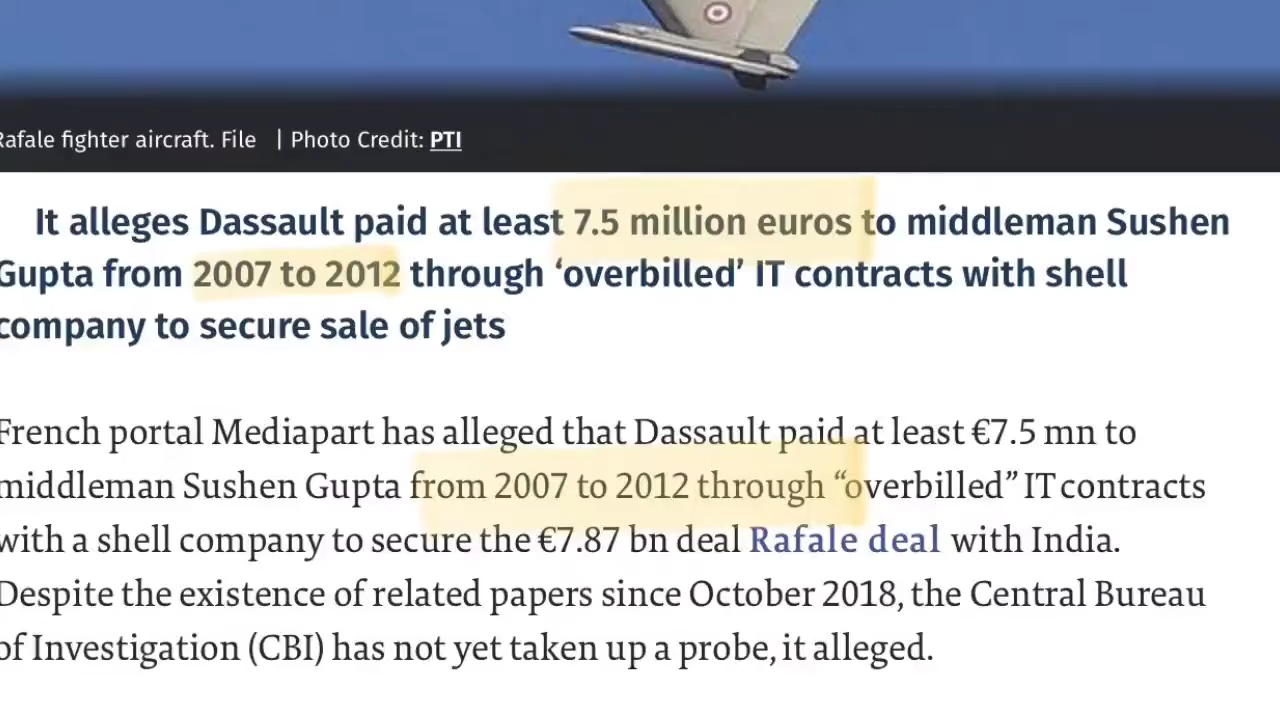 Rafale fighter aircraft. File | Photo Credit: PTI
It alleges Dassault paid at least 7.5 million euros to middleman Sushen
Gupta from 2007 to 2012 through ‘overbilled’ IT contracts with shell
company to secure sale of jets
French portal Mediapart has alleged that Dassault paid at least €7.5 mn to
middleman Sushen Gupta from 2007 to 2012 through “overbilled” IT contracts
with a shell company to secure the €7.87 bn deal Rafale deal with India.
Despite the existence of related papers since October 2018, the Central Bureau
of Investigation (CBI) has not yet taken up a probe, it alleged.